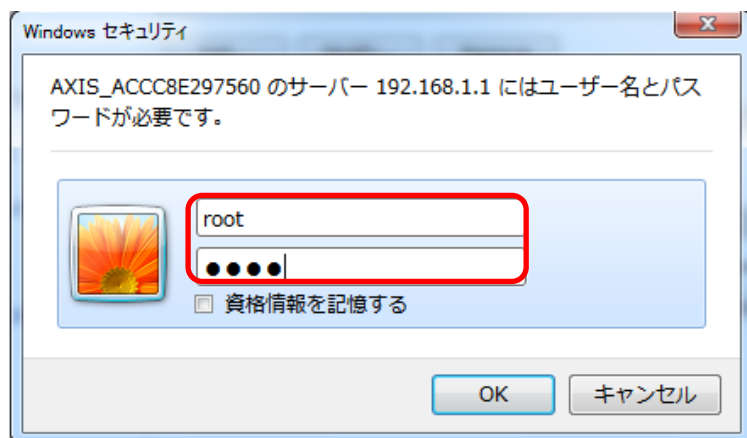 Windows セキュリティ
AXIS_ACCC8E297560 のサーバー 192.168.1.1 にはユーザー名とパス
ワードが必要です。
root
●●●●
資格情報を記憶する
OK
キャンセル